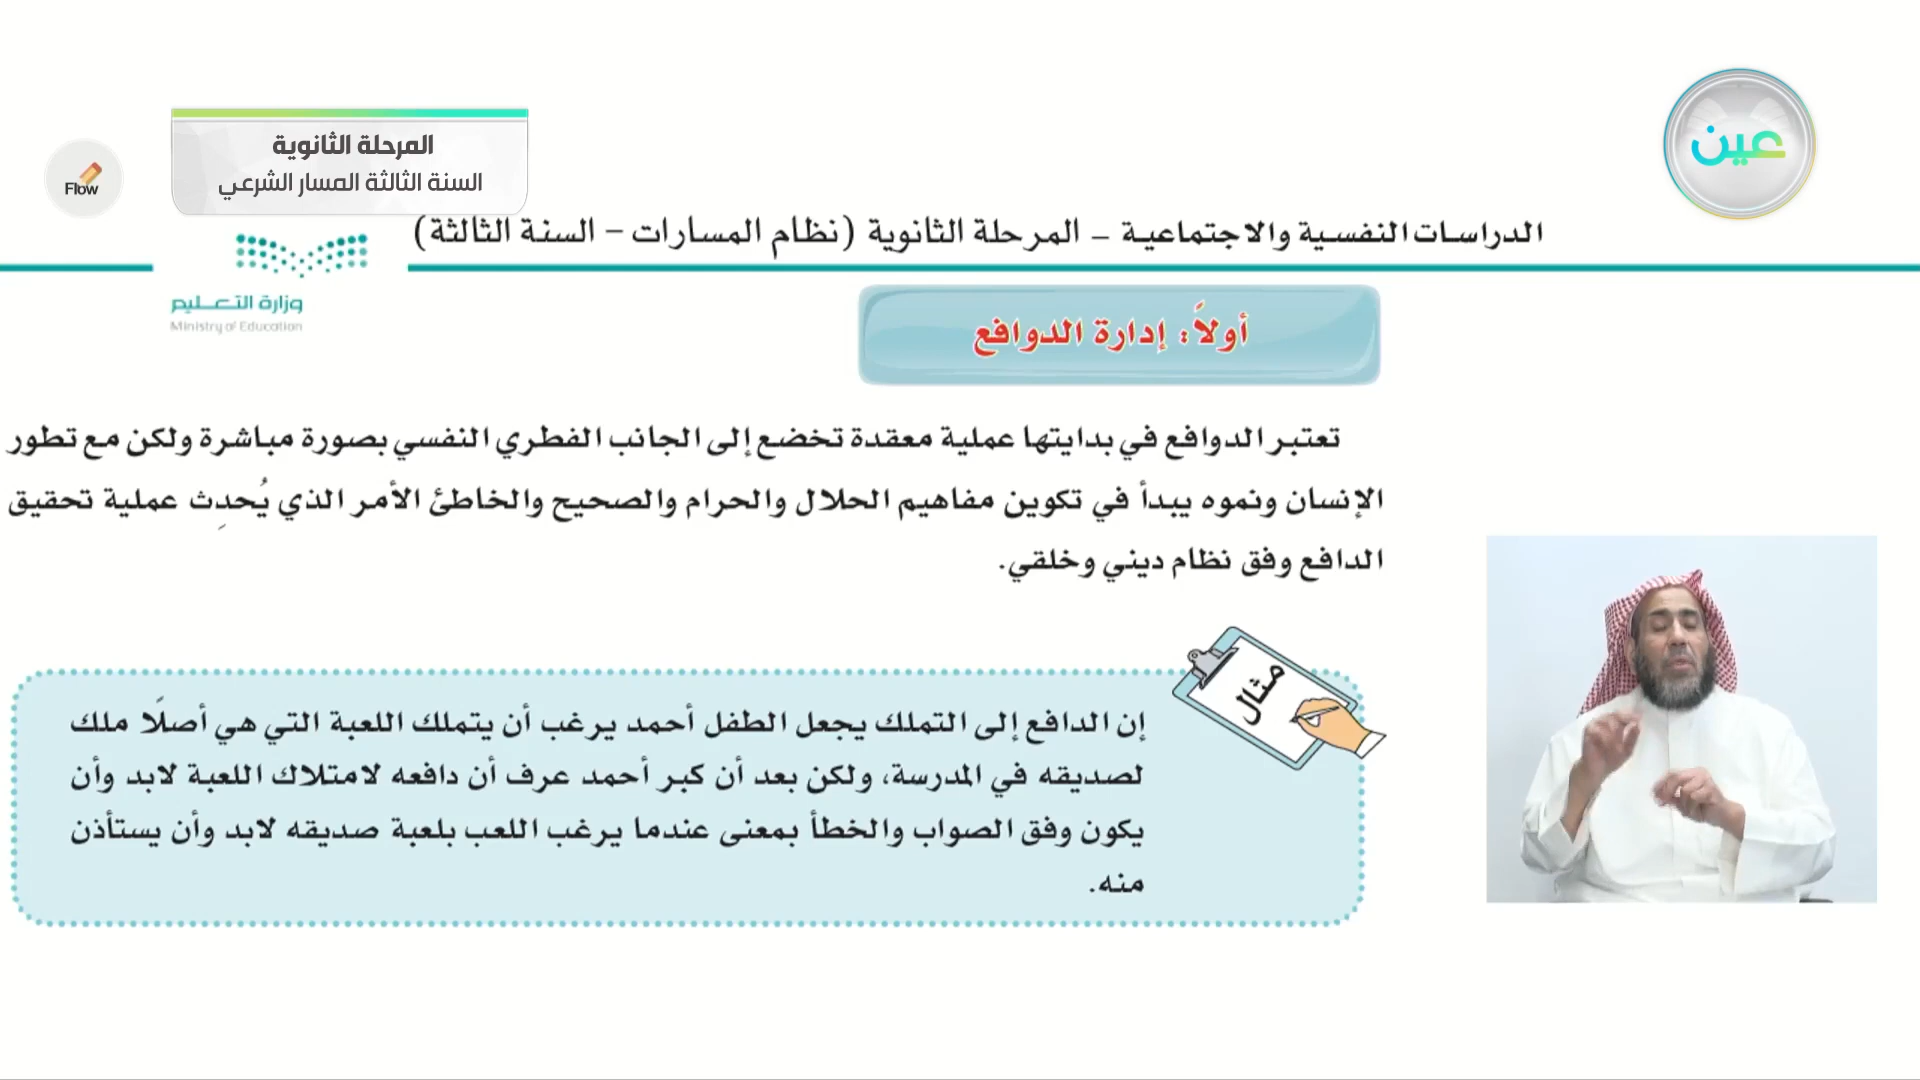 عين
المرحلة الثانوية
السنة الثالثة المسار الشرعي
Flow
الدراسات النفسية والاجتماعية – المرحلة الثانوية (نظام المسارات – السنة الثالثة)
وزارة التعليم
Ministry of Education
أولاً: إدارة الدوافع
تعتبر الدوافع في بدايتها عملية معقدة تخضع إلى الجانب الفطري النفسي بصورة مباشرة ولكن مع تطور
الإنسان ونموه يبدأ في تكوين مفاهيم الحلال والحرام والصحيح والخاطئ الأمر الذي يُحدِث عملية تحقيق
الدافع وفق نظام ديني وخلقي.
مثال
إن الدافع إلى التملك يجعل الطفل أحمد يرغب أن يتملك اللعبة التي هي أصلًا ملك
لصديقه في المدرسة، ولكن بعد أن كبر أحمد عرف أن دافعه لامتلاك اللعبة لابد وأن
يكون وفق الصواب والخطأ بمعنى عندما يرغب اللعب بلعبة صديقه لابد وأن يستأذن
منه.